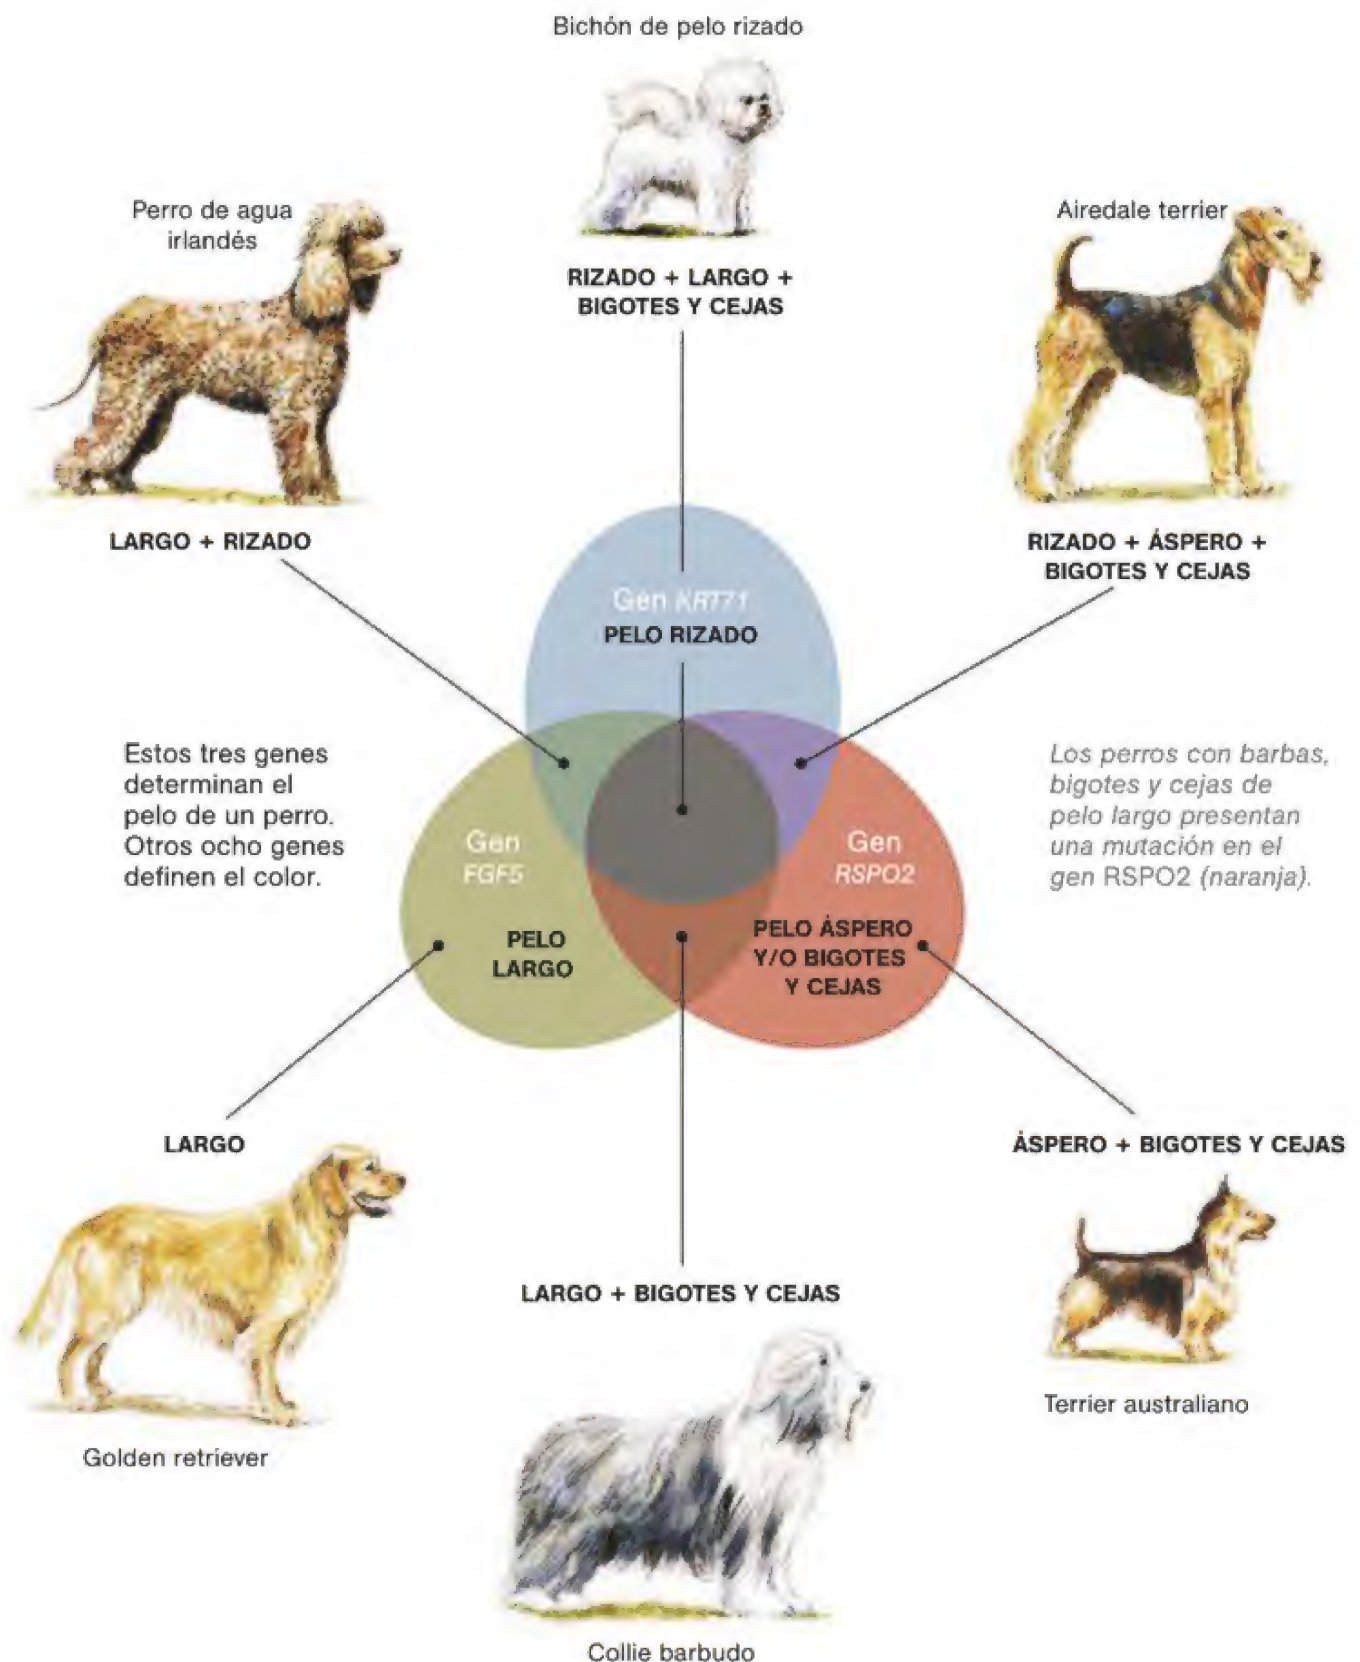 Bichón de pelo rizado
RIZADO + LARGO +
BIGOTES Y CEJAS
Perro de agua
irlandés
LARGO + RIZADO
Airedale terrier
RIZADO + ÁSPERO +
BIGOTES Y CEJAS
Gen KRT71
PELO RIZADO
Estos tres genes
determinan el
pelo de un perro.
Otros ocho genes
definen el color.
Gen
FGF5
PELO
LARGO
Gen
RSPO2
PELO ÁSPERO
Y/O BIGOTES
Y CEJAS
Los perros con barbas,
bigotes y cejas de
pelo largo presentan
una mutación en el
gen RSPO2 (naranja).
LARGO
Golden retriever
LARGO + BIGOTES Y CEJAS
Collie barbudo
ÁSPERO + BIGOTES Y CEJAS
Terrier australiano